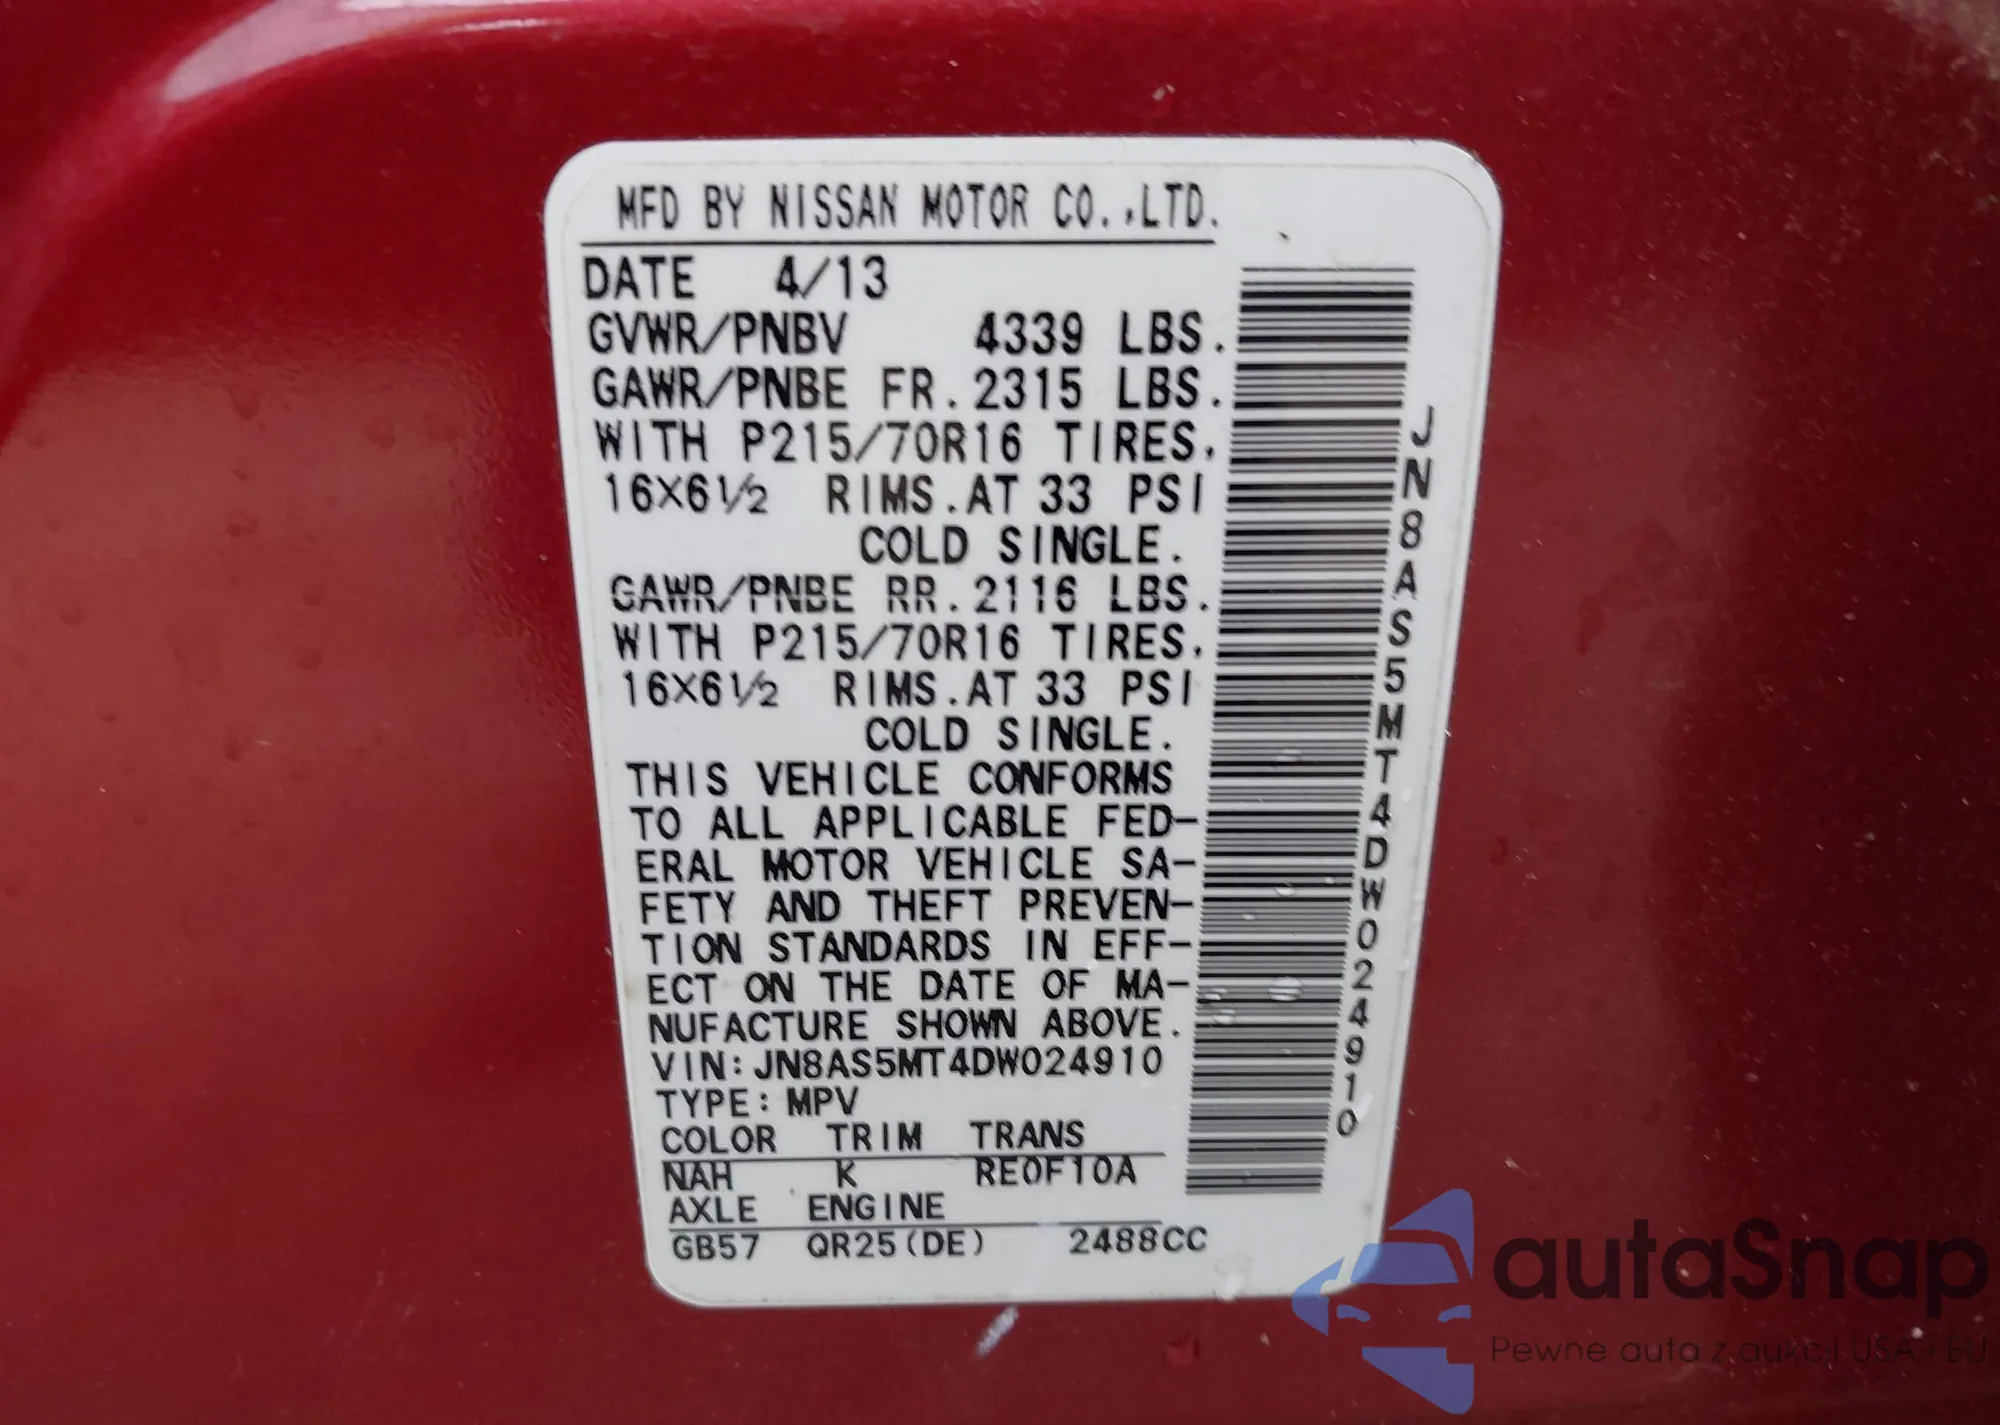 MFD BY NISSAN MOTOR CO.,LTD.
DATE 4/13
GVWR/PNBV 4339 LBS.
GAWR/PNBE FR.2315 LBS.
WITH P215/70R16 TIRES.
16X6½ RIMS.AT 33 PSI
COLD SINGLE.
GAWR/PNBE RR.2116 LBS.
WITH P215/70R16 TIRES.
16X6½ RIMS.AT 33 PSI
COLD SINGLE.
THIS VEHICLE CONFORMS
TO ALL APPLICABLE FED-
ERAL MOTOR VEHICLE SA-
FETY AND THEFT PREVEN-
TION STANDARDS IN EFF-
ECT ON THE DATE OF MA-
NUFACTURE SHOWN ABOVE.
VIN:JN8AS5MT4DW024910
TYPE:MPV
COLOR TRIM TRANS
NAH K RE0F10A
AXLE ENGINE
GB57 QR25(DE) 2488CC
JN8AS5MT4DW024910
autaSnap
Pewne auta z aukcji USA i EU